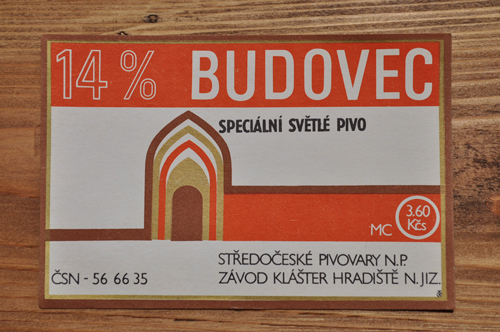 14% BUDOVEC
SPECIÁLNÍ SVĚTLÉ PIVO
MC 3.60
Kčs
STŘEDOČESKÉ PIVOVARY N.P.
ČSN - 56 66 35 ZÁVOD KLÁŠTER HRADIŠTĚ N. JIZ.